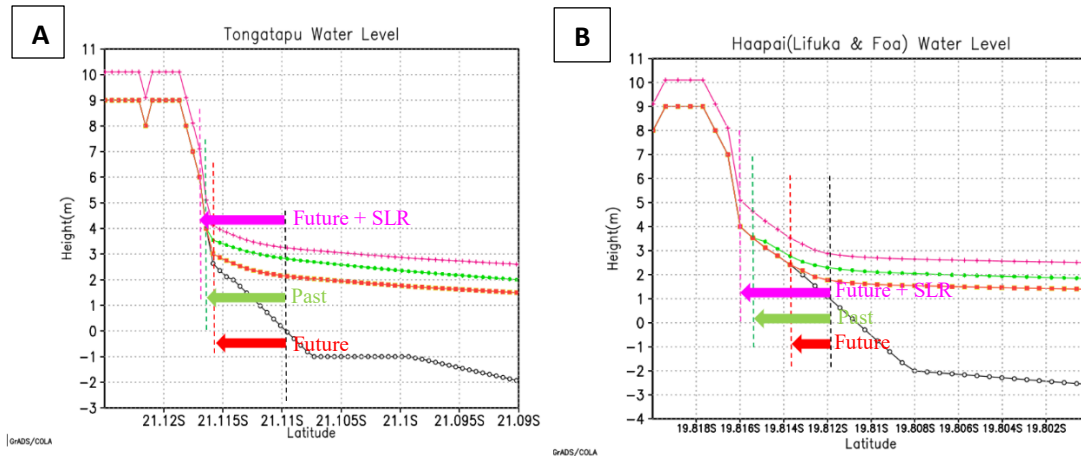 A
Tongatapu Water Level
11
10
9
8
7
6
5
4
3
2
1
0
-1
-2
-3
Height(m)
Future + SLR
Past
Future
21.12S 21.115S 21.11S 21.105S 21.1S 21.095S 21.09S
Latitude
GrADS/COLA
B
Haapai(Lifuka & Foa) Water Level
11
10
9
8
7
6
5
4
3
2
1
0
-1
-2
-3
-4
Height(m)
Future + SLR
Past
Future
19.818S 19.816S 19.814S 19.812S 19.81S 19.808S 19.806S 19.804S 19.802S
Latitude
GrADS/COLA